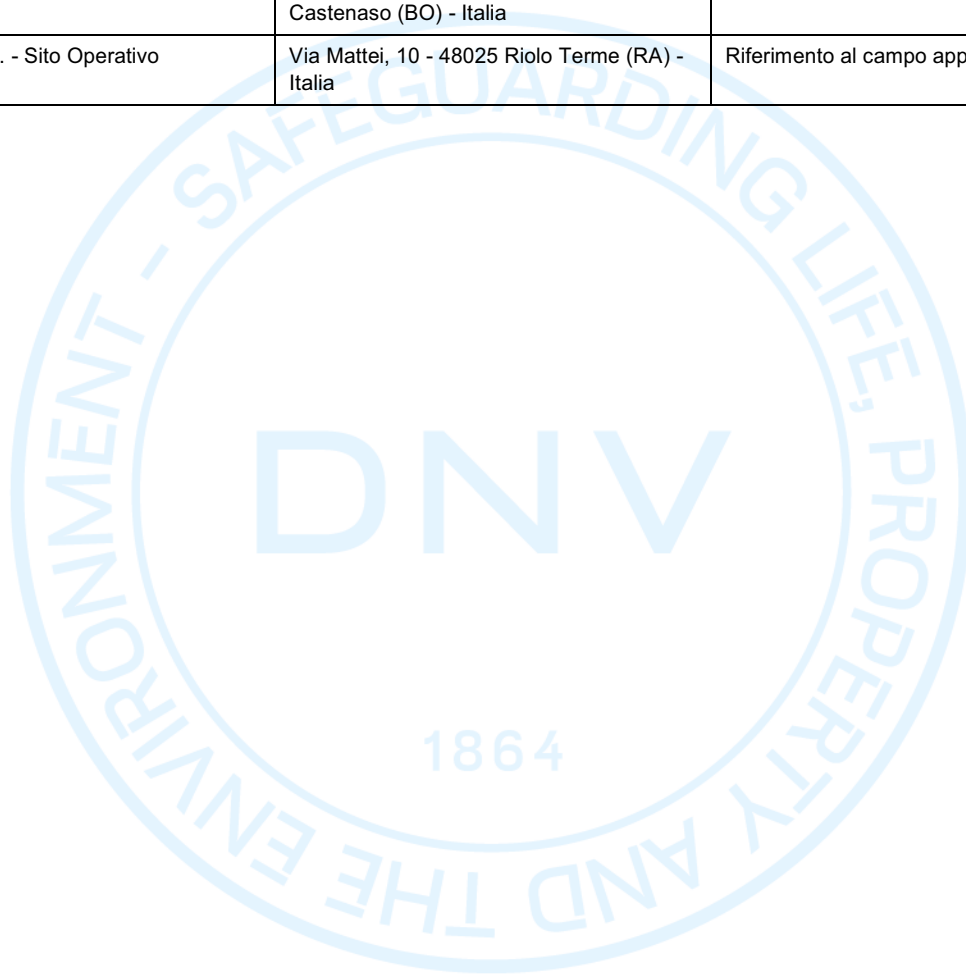 Castenaso (BO) - Italia
. - Sito Operativo
Via Mattei, 10 - 48025 Riolo Terme (RA) -
Italia
Riferimento al campo app
SAFEGUARDING LIFE, PROPERTY AND THE ENVIRONMENT -
DNV
1864